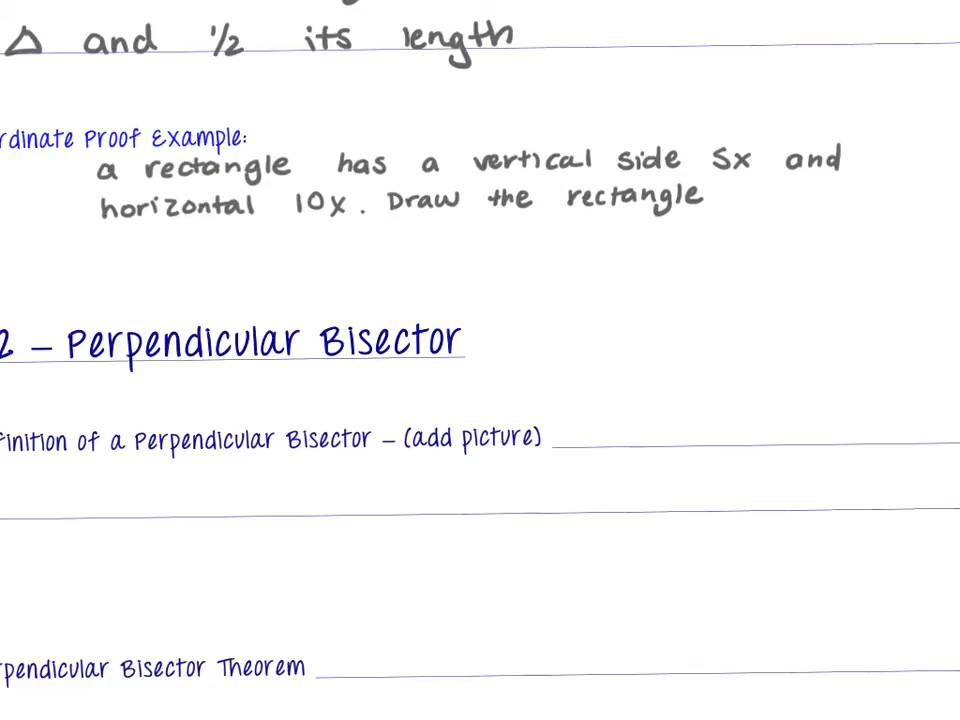 Δ and 1/2 its length
rdinate Proof Example:
a rectangle has a vertical side 5x and
horizontal 10x. Draw the rectangle
2 – Perpendicular Bisector
finition of a Perpendicular Bisector – (add picture)
rpendicular Bisector Theorem